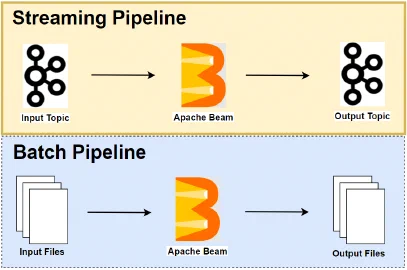 Streaming Pipeline
Input Topic
Apache Beam
Output Topic
Batch Pipeline
Input Files
Apache Beam
Output Files